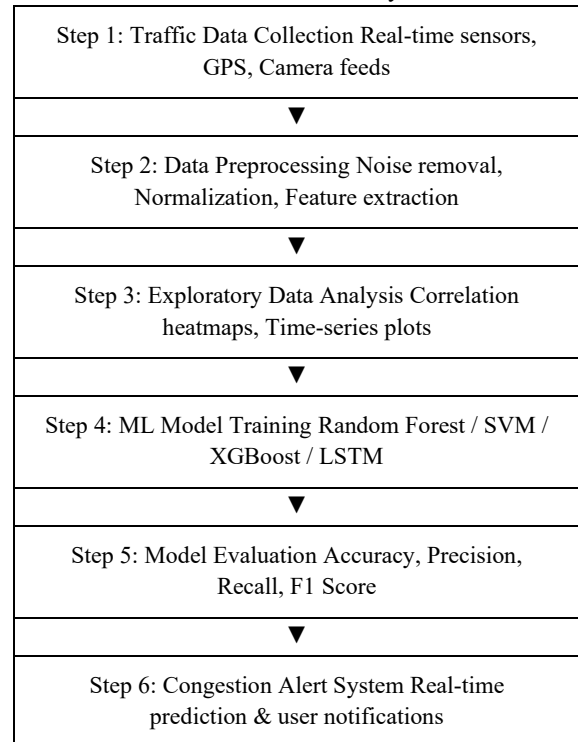 Step 1: Traffic Data Collection Real-time sensors,
GPS, Camera feeds
▼
Step 2: Data Preprocessing Noise removal,
Normalization, Feature extraction
▼
Step 3: Exploratory Data Analysis Correlation
heatmaps, Time-series plots
▼
Step 4: ML Model Training Random Forest / SVM /
XGBoost / LSTM
▼
Step 5: Model Evaluation Accuracy, Precision,
Recall, F1 Score
▼
Step 6: Congestion Alert System Real-time
prediction & user notifications